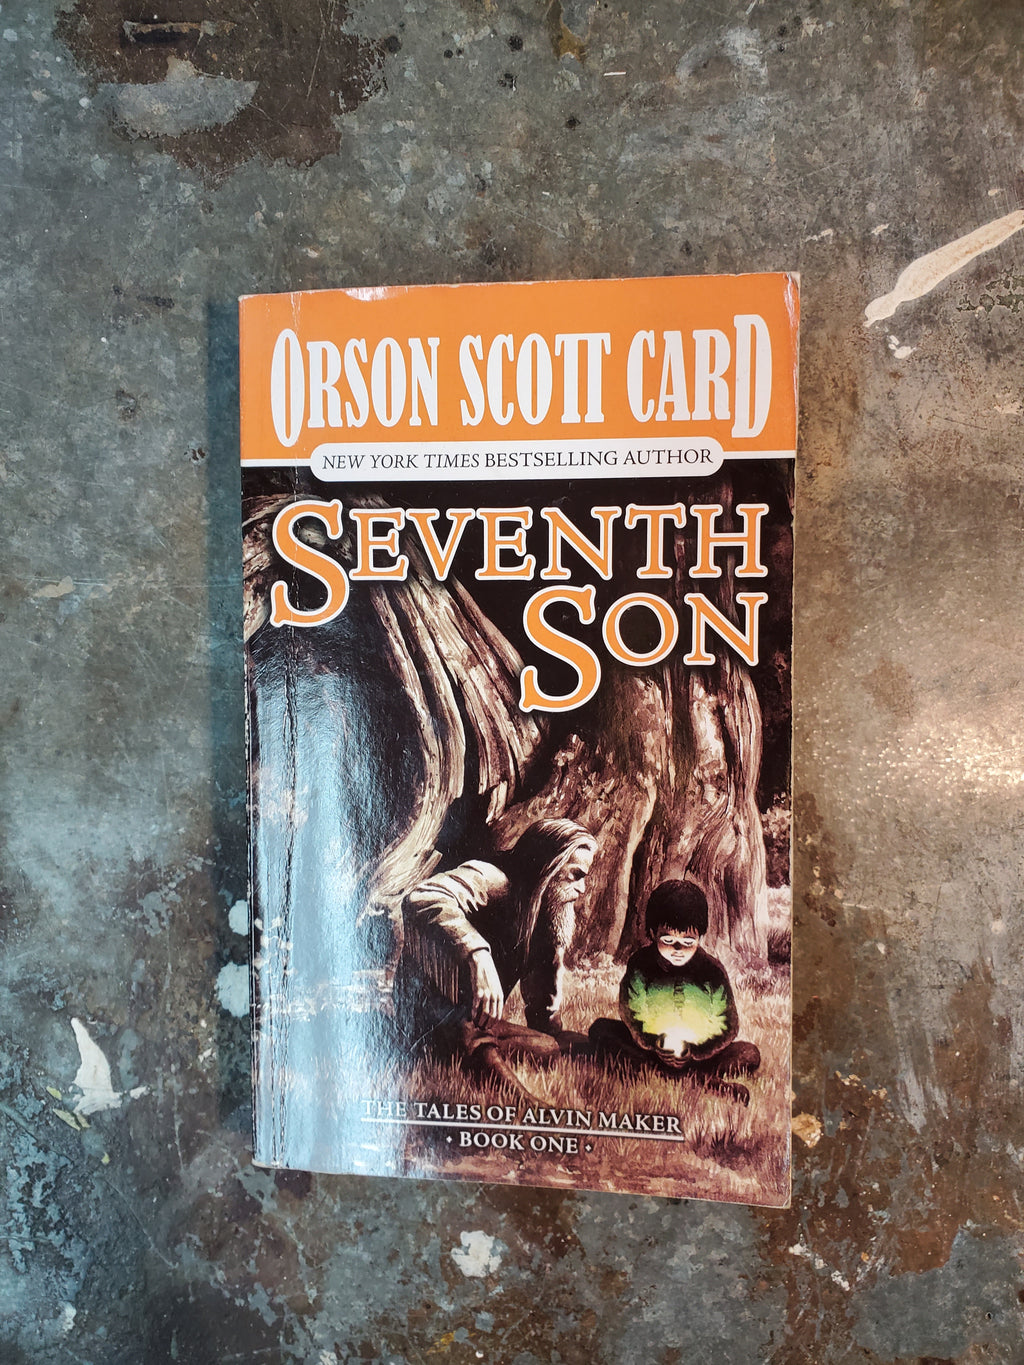 ORSON SCOTT CARD
NEW YORK TIMES BESTSELLING AUTHOR
SEVENTH
SON
THE TALES OF ALVIN MAKER
• BOOK ONE •